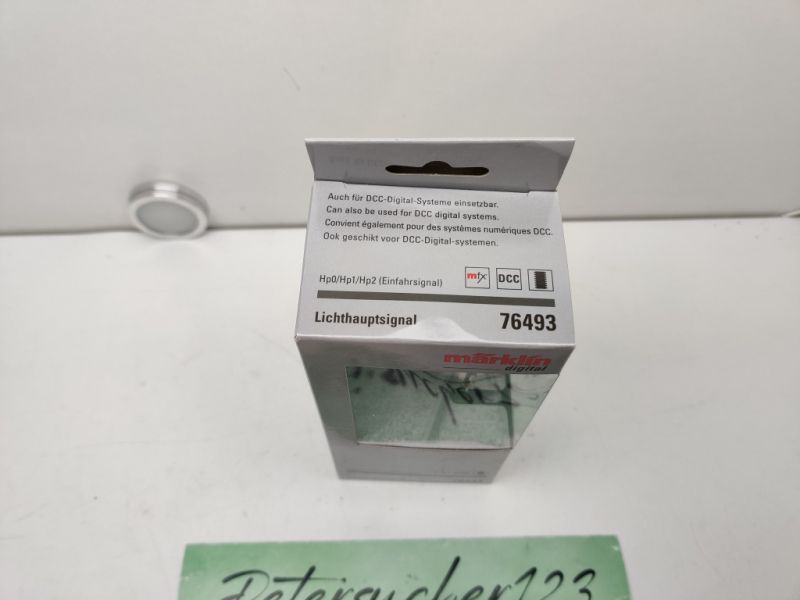 Auch für DCC-Digital-Systeme einsetzbar.
Can also be used for DCC digital systems.
Convient également pour des systèmes numériques DCC.
Ook geschikt voor DCC-Digital-systemen.
Hp0/Hp1/Hp2 (Einfahrsignal)
mfx DCC
Lichthauptsignal 76493
märklin
digital
Petersucher123